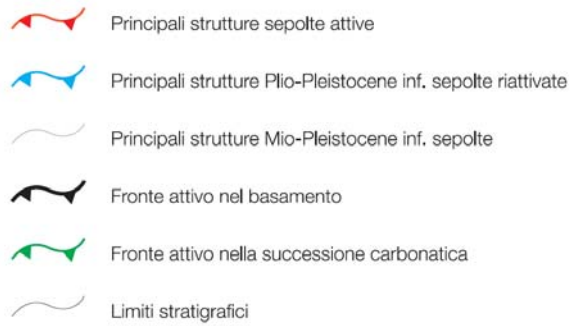 Principali strutture sepolte attive
Principali strutture Plio-Pleistocene inf. sepolte riattivate
Principali strutture Mio-Pleistocene inf. sepolte
Fronte attivo nel basamento
Fronte attivo nella successione carbonatica
Limiti stratigrafici